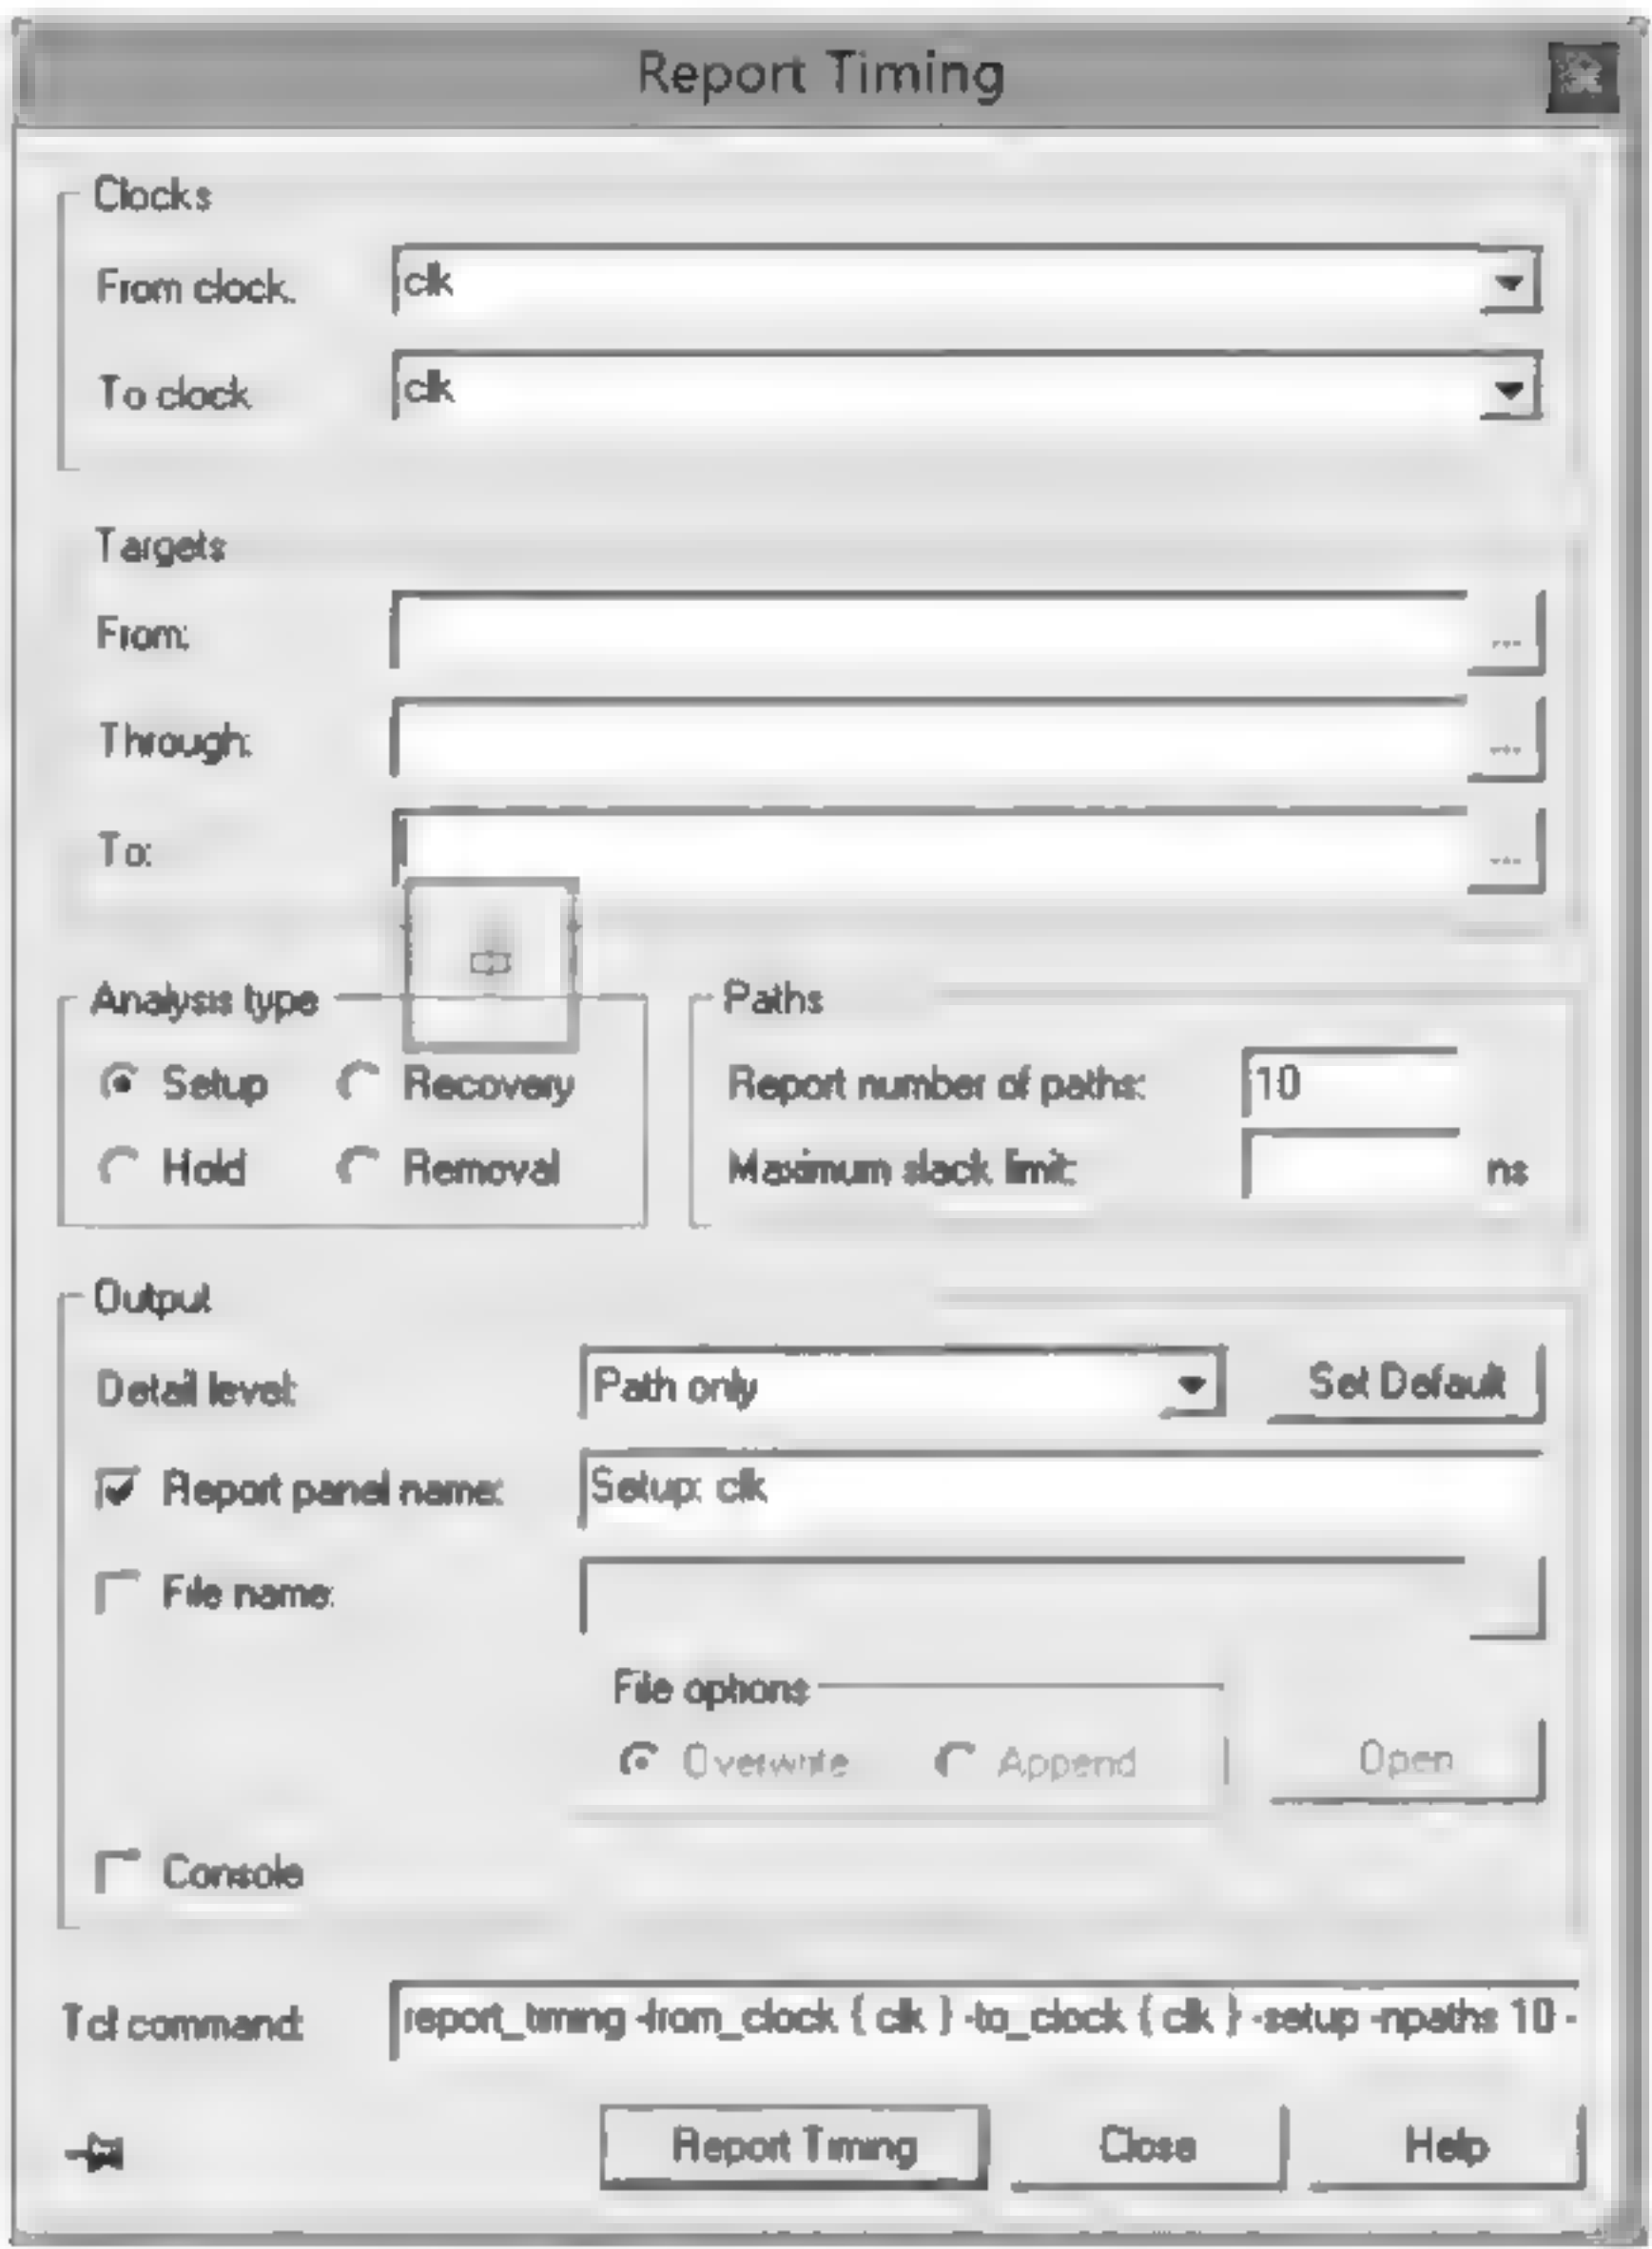 Report Timing
Clocks
From clock.
clk
To clock
clk
Targets
From:
...
Through:
...
To:
...
Analysis type
Paths
Setup
Recovery
Report number of paths:
10
Hold
Removal
Maximum slack limit:
ns
Output
Detail level:
Path only
Set Default
Report panel name:
Setup: clk
File name:
File options
Overwrite
Append
Open
Console
Tcl command:
report_timing -from_clock { clk } -to_clock { clk } -setup -npaths 10 -
Report Timing
Close
Help